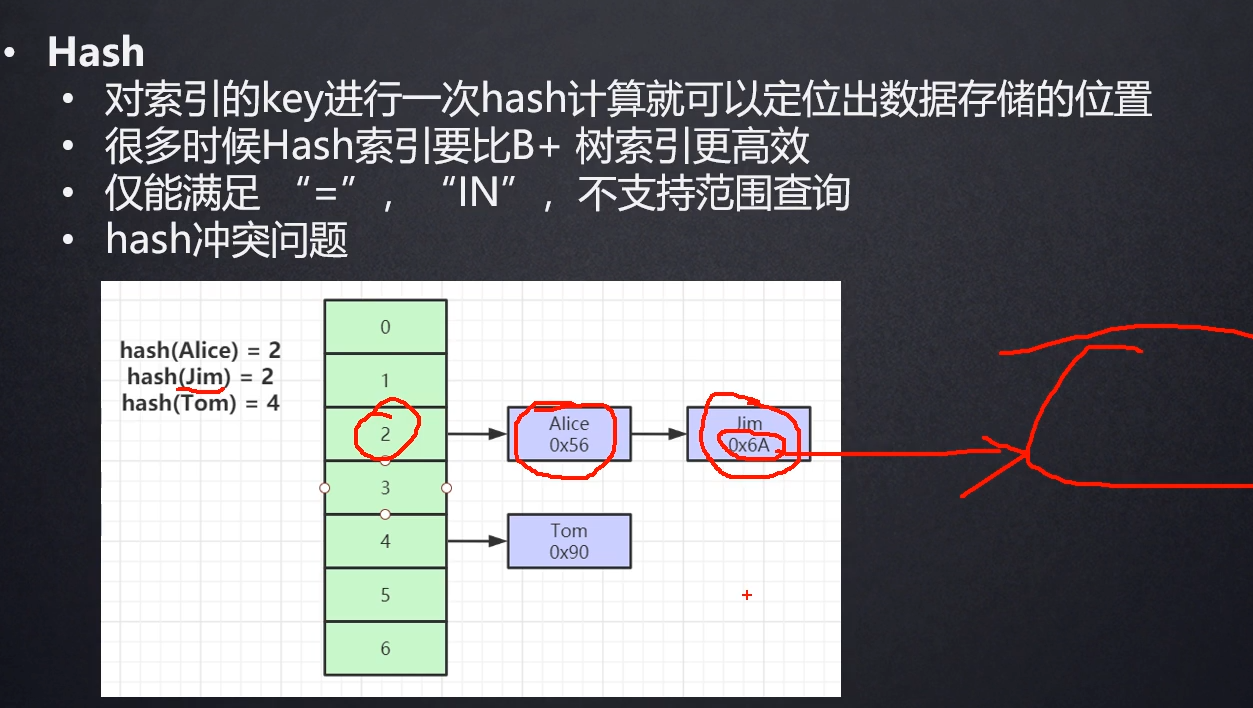 Hash
对索引的key进行一次hash计算就可以定位出数据存储的位置
很多时候Hash索引要比B+ 树索引更高效
仅能满足 “=”, “IN”, 不支持范围查询
hash冲突问题
hash(Alice) = 2
hash(Jim) = 2
hash(Tom) = 4
0
1
2
3
4
5
6
Alice
0x56
Jim
0x6A
Tom
0x90